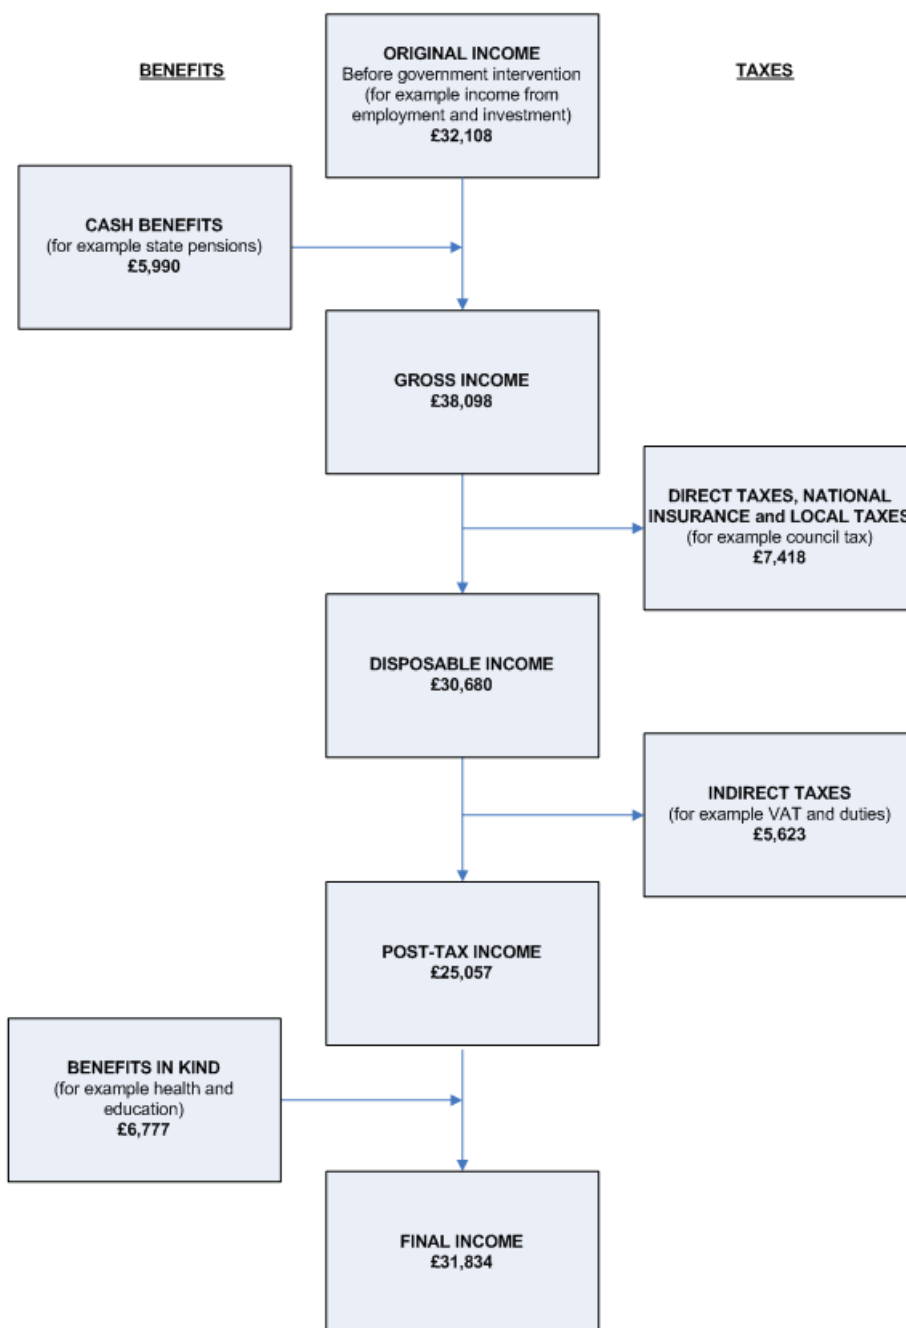 BENEFITS
ORIGINAL INCOME
Before government intervention
(for example income from
employment and investment)
£32,108
TAXES
CASH BENEFITS
(for example state pensions)
£5,990
GROSS INCOME
£38,098
DIRECT TAXES, NATIONAL
INSURANCE and LOCAL TAXES
(for example council tax)
£7,418
DISPOSABLE INCOME
£30,680
INDIRECT TAXES
(for example VAT and duties)
£5,623
POST-TAX INCOME
£25,057
BENEFITS IN KIND
(for example health and
education)
£6,777
FINAL INCOME
£31,834